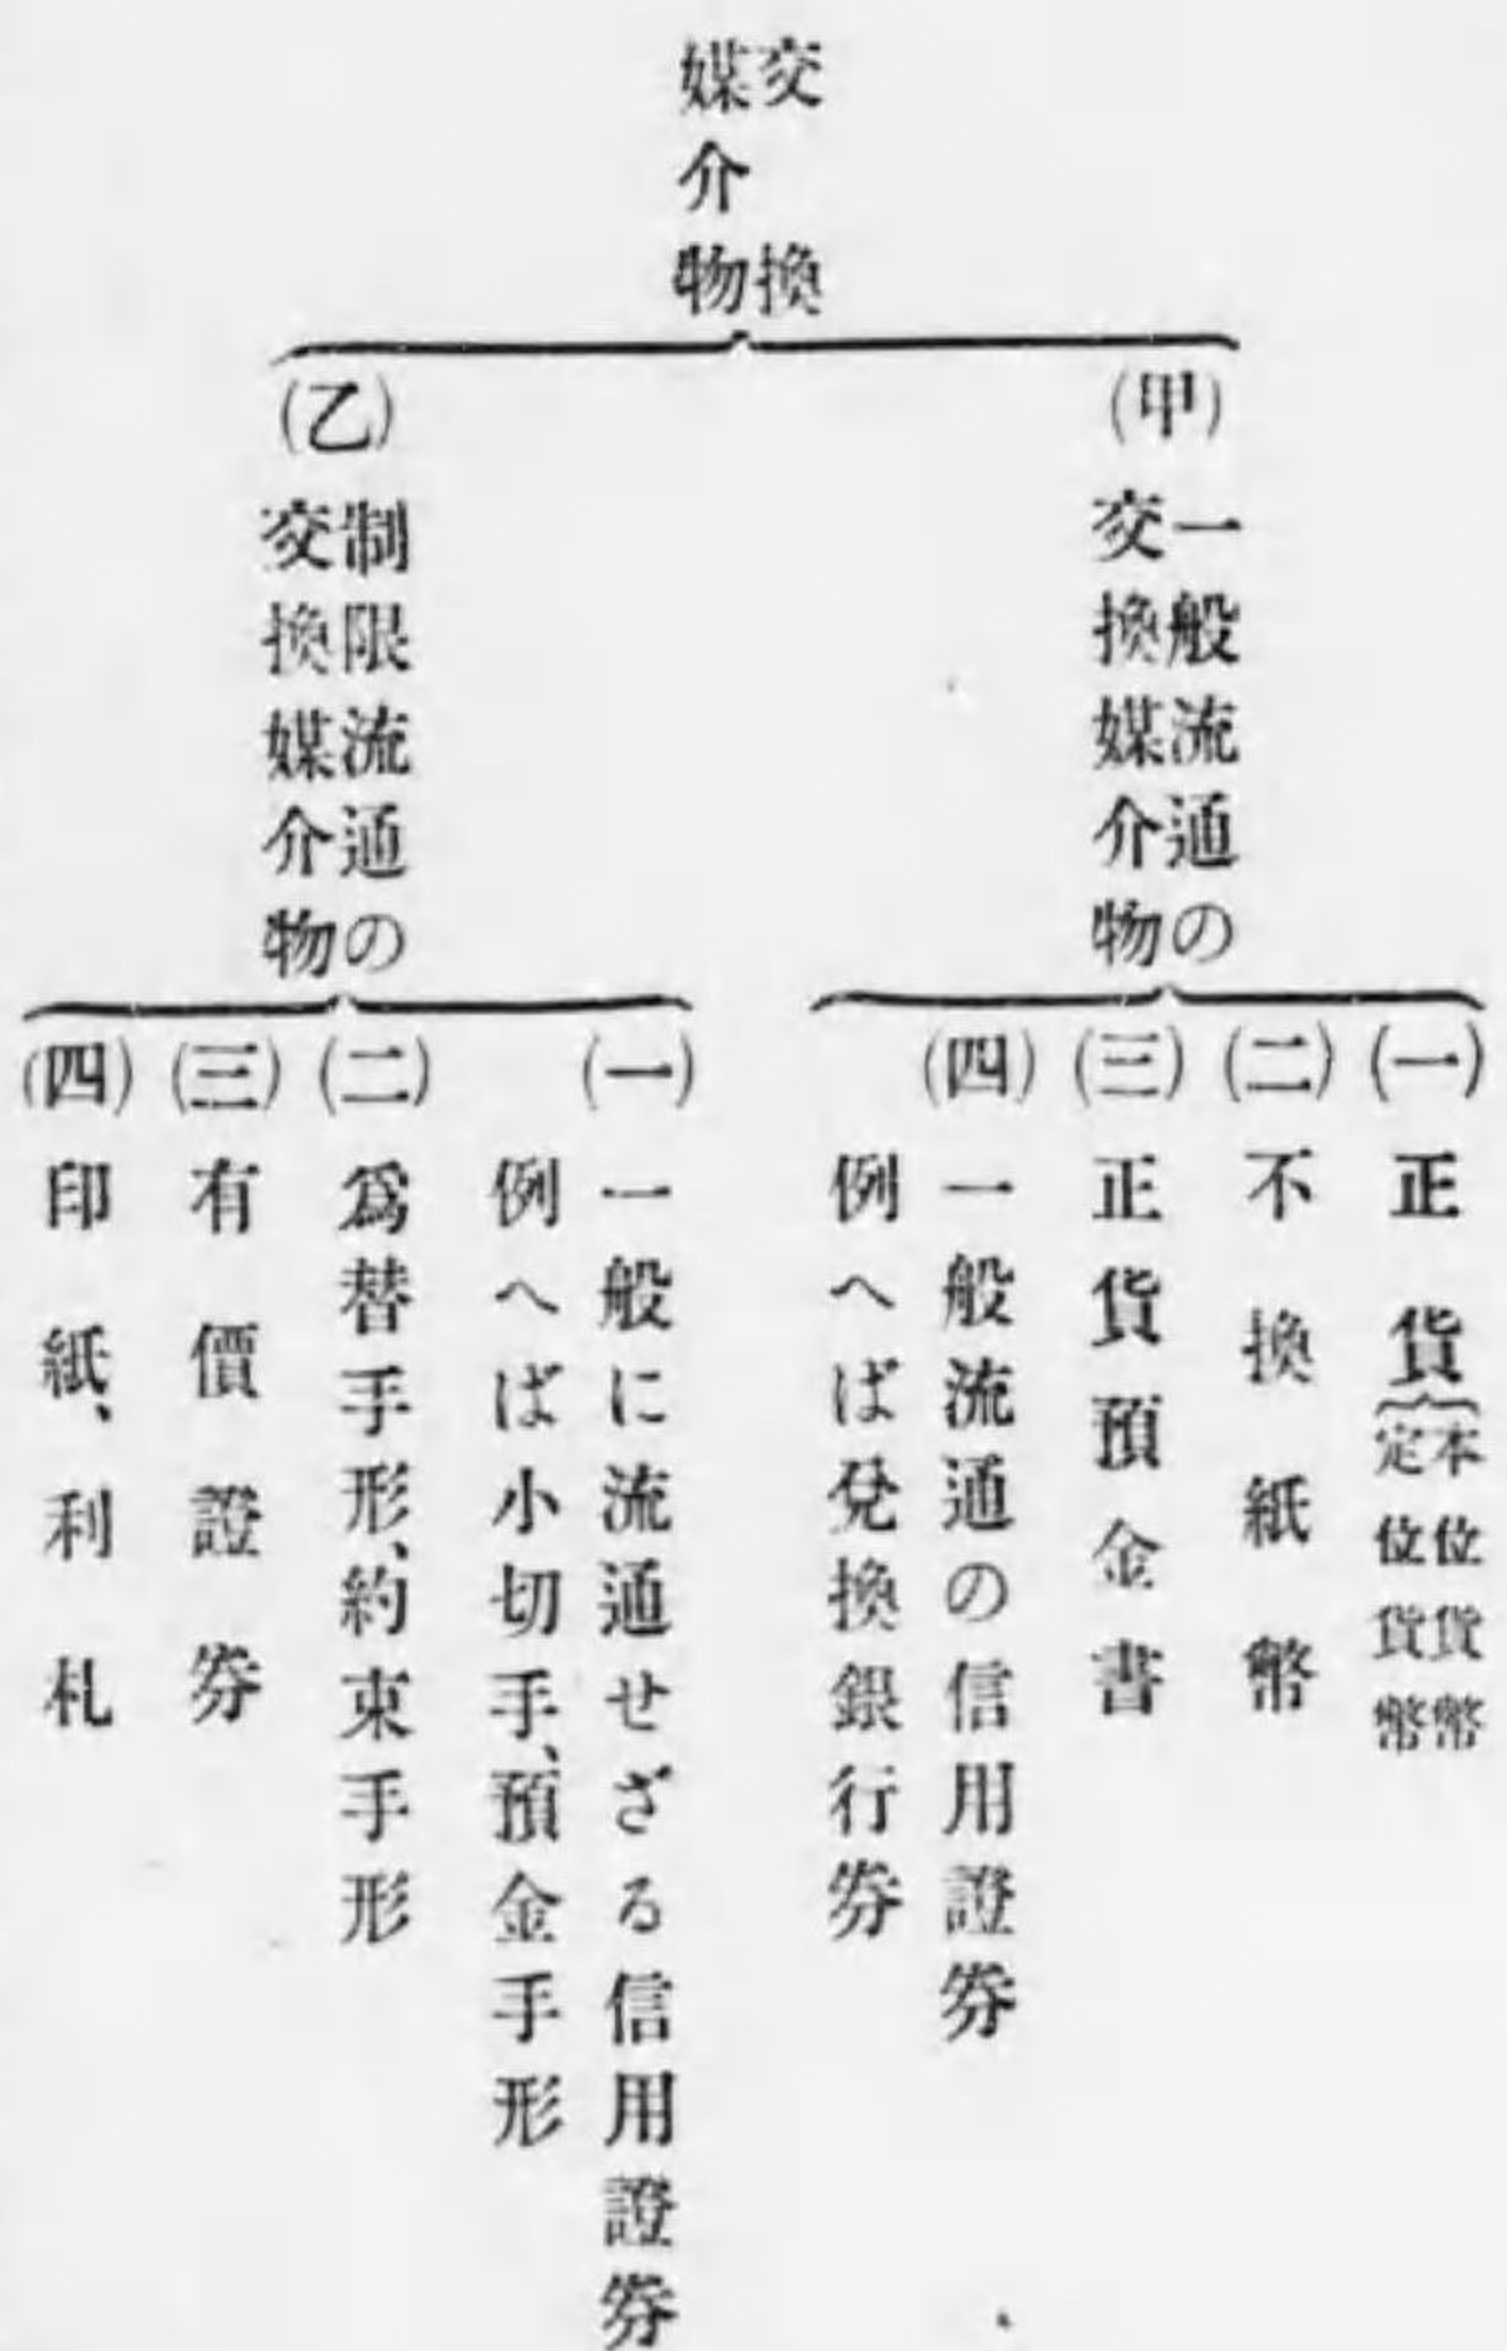 交換
媒介物
(甲)
一般流通の
交換媒介物
(一)
正貨
本位貨幣
定位貨幣
(二)
不換紙幣
(三)
正貨預金書
(四)
一般流通の信用證券
例へば兌換銀行券
(乙)
制限流通の
交換媒介物
(一)
一般に流通せざる信用證券
例へば小切手、預金手形
(二)
爲替手形、約束手形
(三)
有價證券
(四)
印紙、利札